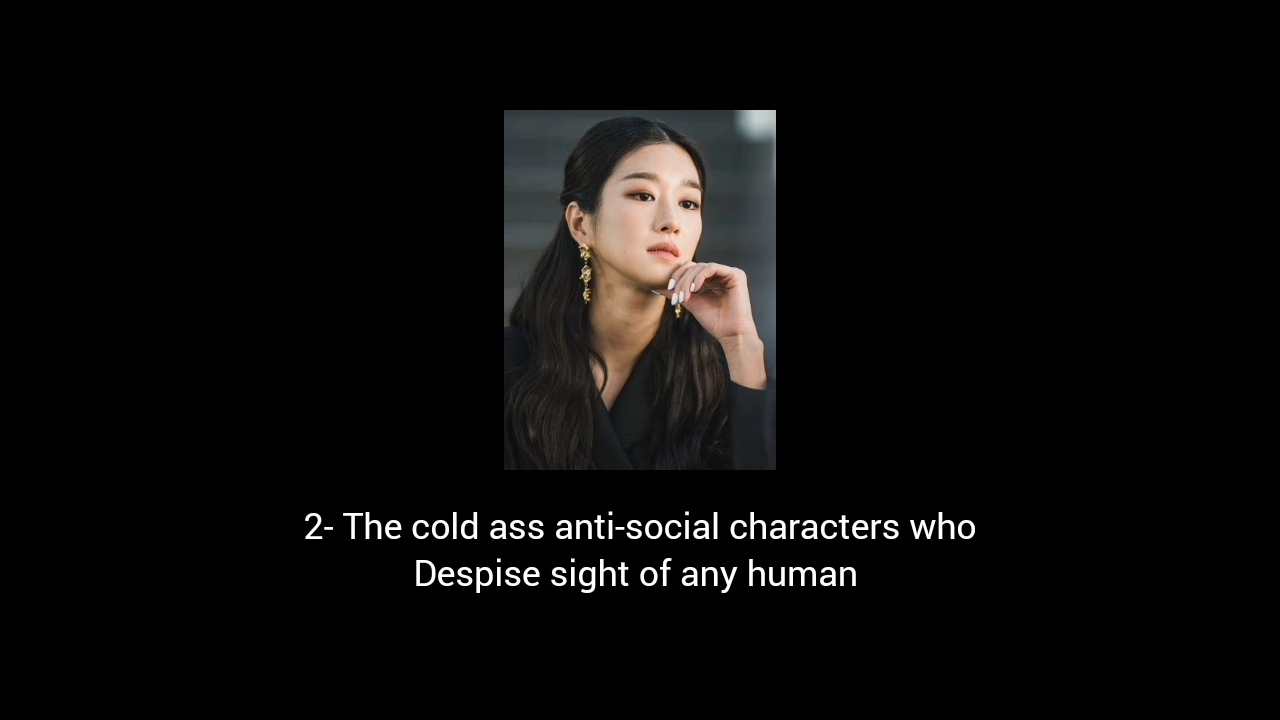 2- The cold ass anti-social characters who
Despise sight of any human